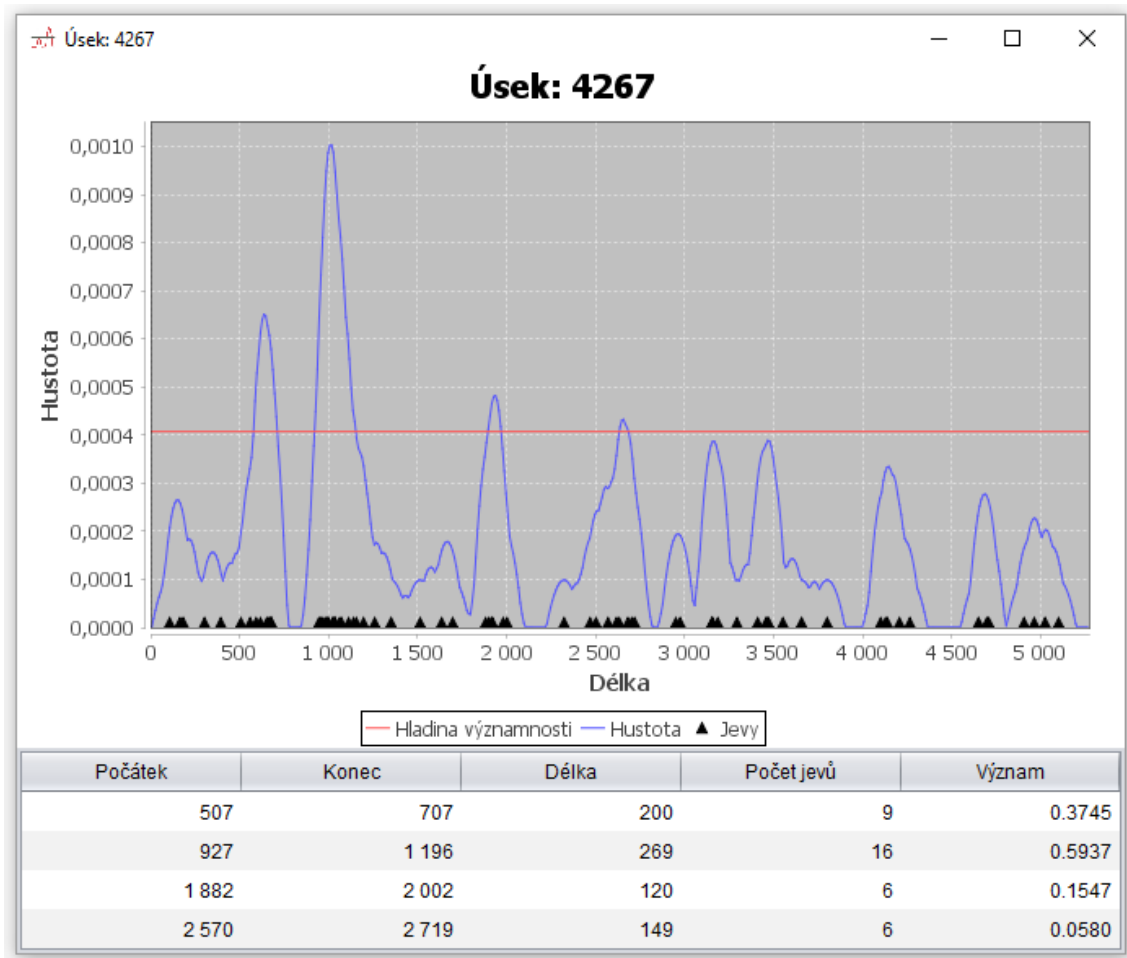 Úsek: 4267
Úsek: 4267
0,0010
0,0009
0,0008
0,0007
0,0006
0,0005
0,0004
0,0003
0,0002
0,0001
0,0000
Hustota
0 500 1 000 1 500 2 000 2 500 3 000 3 500 4 000 4 500 5 000
Délka
Hladina významnosti Hustota Jevy
Počátek Konec Délka Počet jevů Význam
507 707 200 9 0.3745
927 1 196 269 16 0.5937
1 882 2 002 120 6 0.1547
2 570 2 719 149 6 0.0580